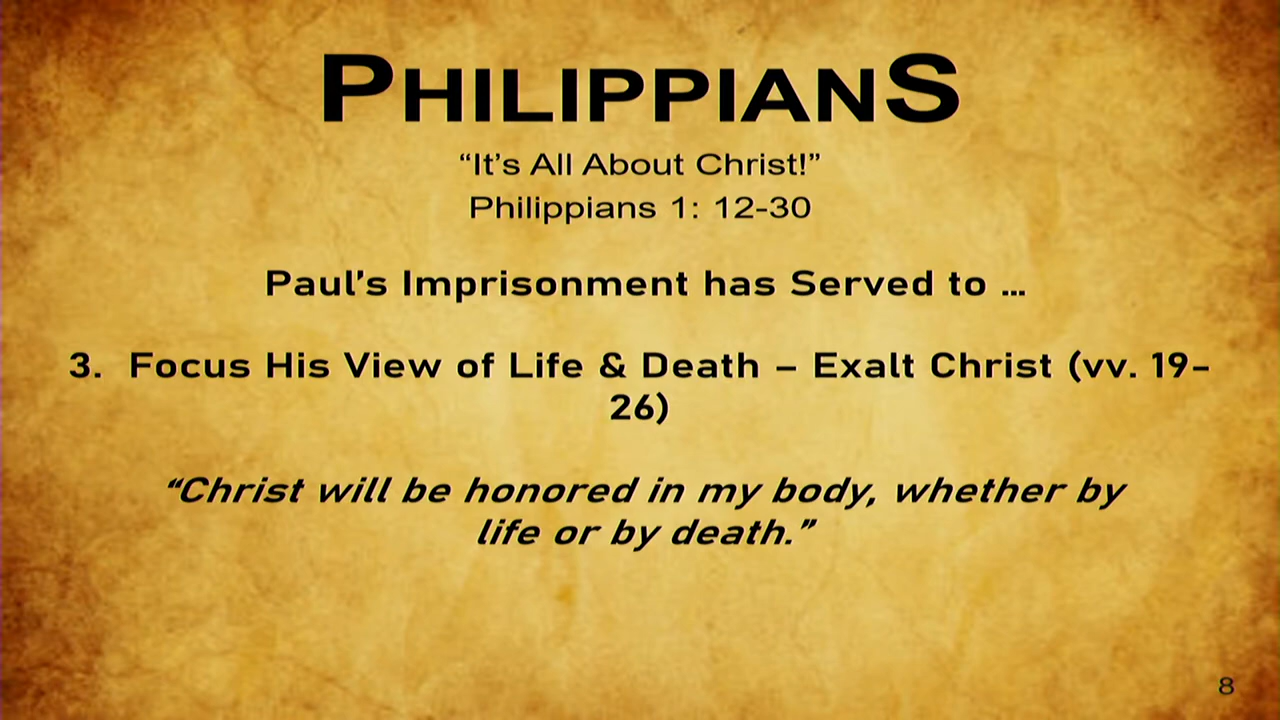 PHILIPPIANS
“It’s All About Christ!”
Philippians 1: 12-30
Paul’s Imprisonment has Served to …
3. Focus His View of Life & Death – Exalt Christ (vv. 19-
26)
“Christ will be honored in my body, whether by
life or by death.”
8